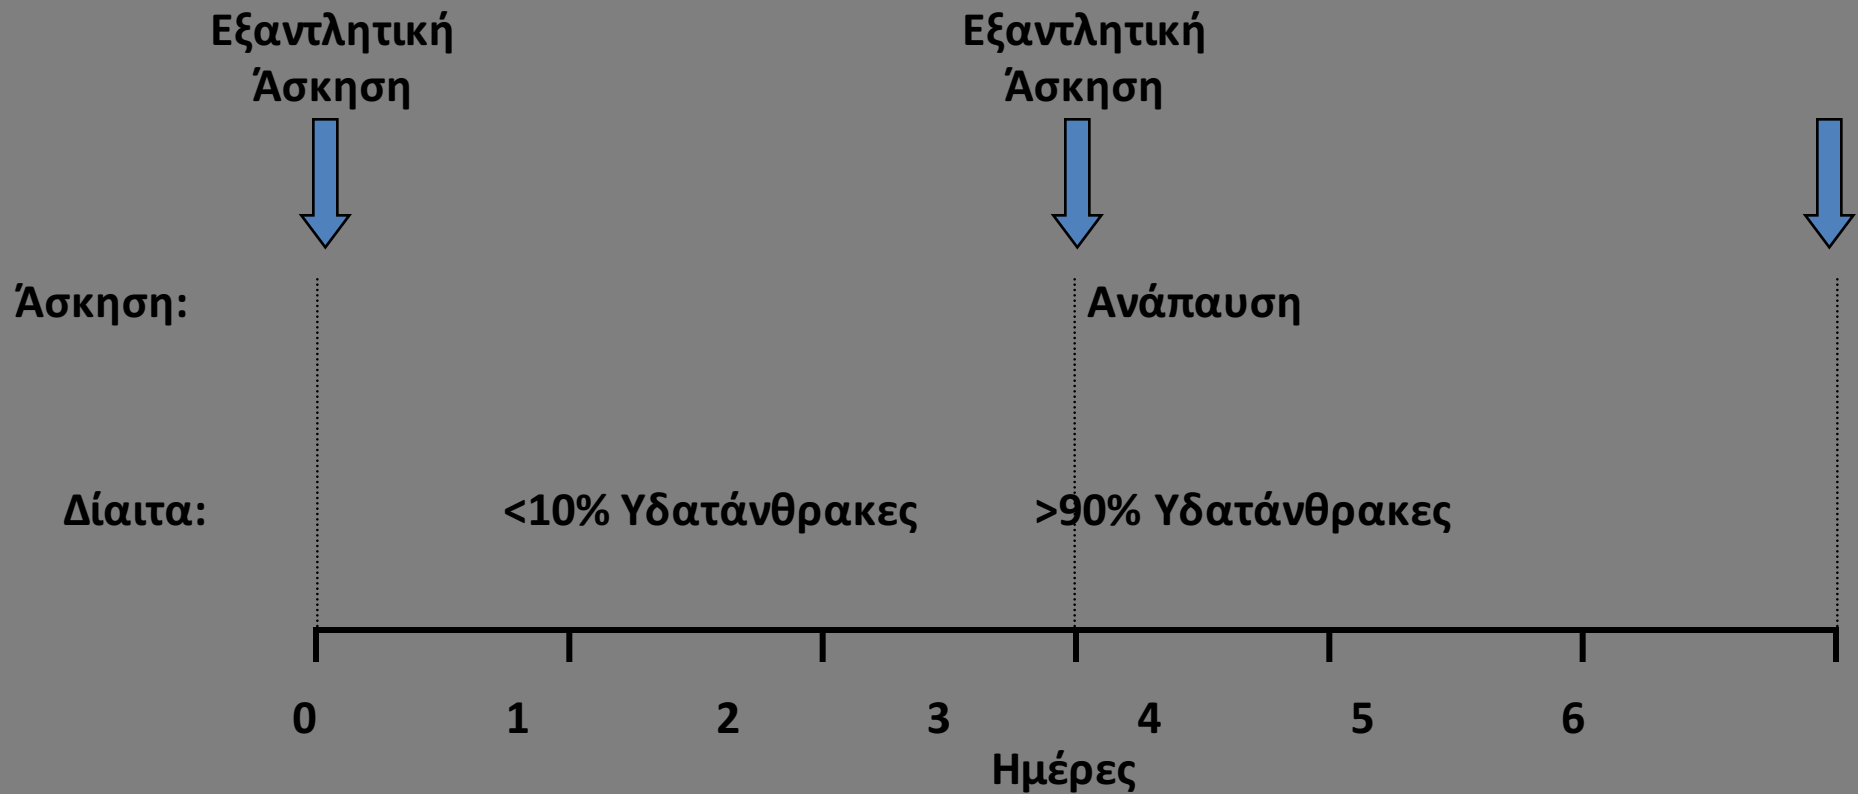 Εξαντλητική
Άσκηση
Εξαντλητική
Άσκηση
Άσκηση:
Ανάπαυση
Δίαιτα:
<10% Υδατάνθρακες
>90% Υδατάνθρακες
0 1 2 3 4 5 6
Ημέρες